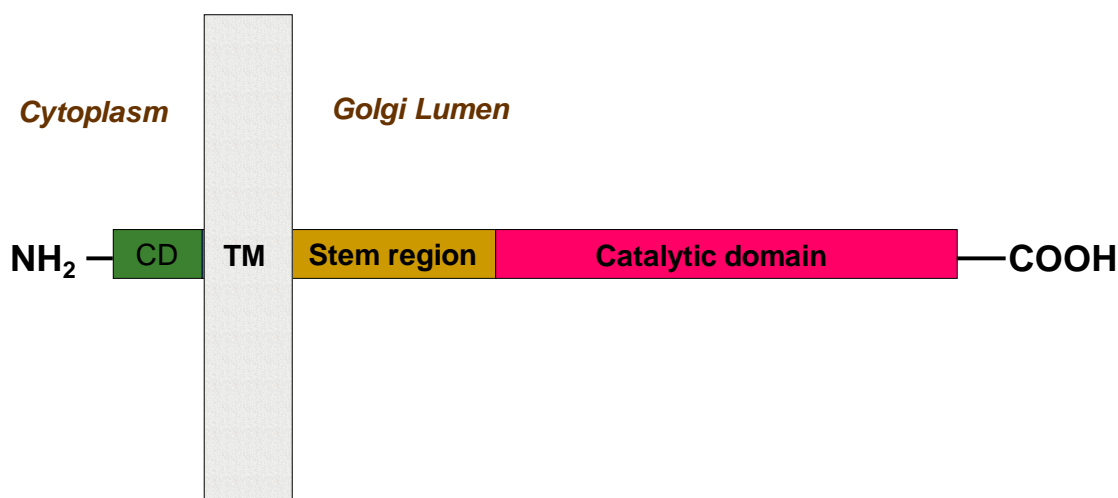 Cytoplasm
Golgi Lumen
NH2
CD
TM
Stem region
Catalytic domain
COOH